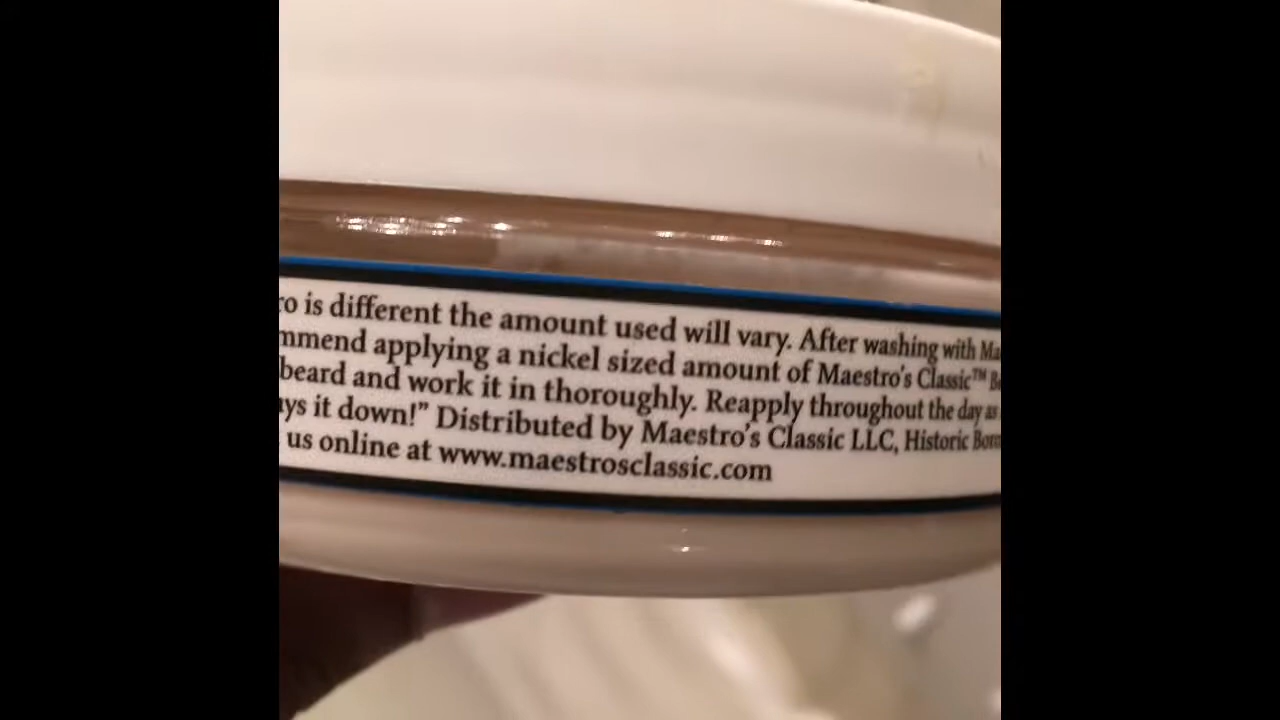 is different the amount used will vary. After washing with
applying a nickel sized amount of Maestro's Classic™
beard and work it in thoroughly. Reapply throughout the day as
it down!" Distributed by Maestro's Classic LLC, Historic
us online at www.maestrosclassic.com